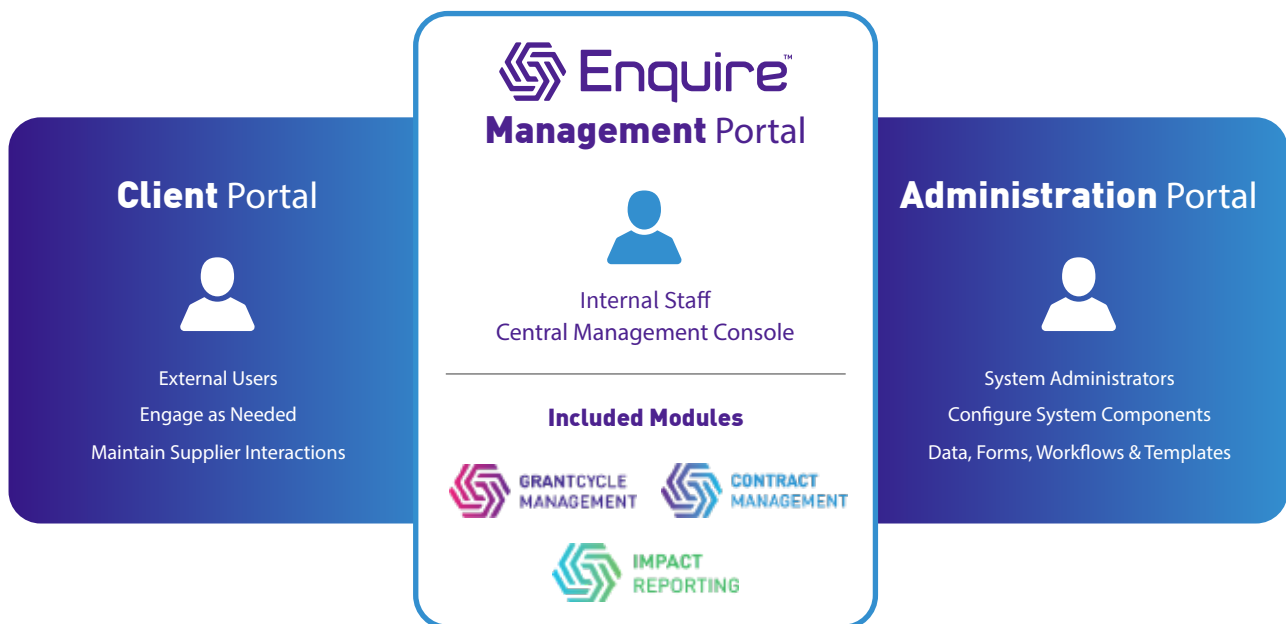 Client Portal
External Users
Engage as Needed
Maintain Supplier Interactions
Enquire™
Management Portal
Internal Staff
Central Management Console
Included Modules
GRANTCYCLE
MANAGEMENT
CONTRACT
MANAGEMENT
IMPACT
REPORTING
Administration Portal
System Administrators
Configure System Components
Data, Forms, Workflows & Templates